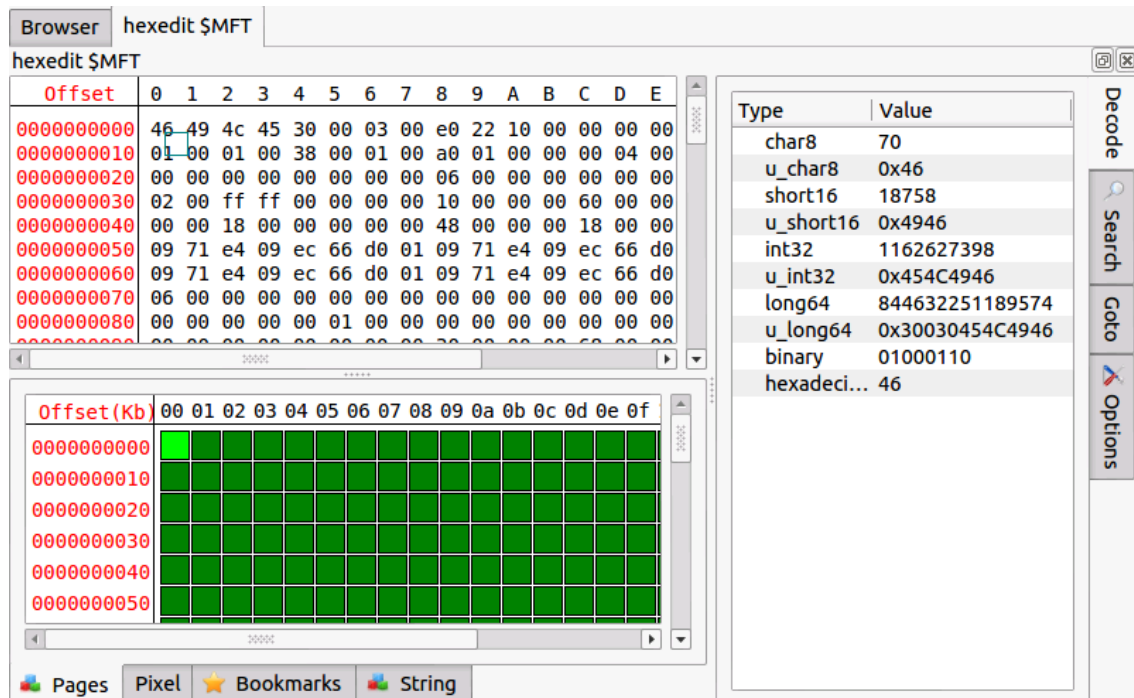 Browser hexedit $MFT
hexedit $MFT
Offset 0 1 2 3 4 5 6 7 8 9 A B C D E
0000000000 46 49 4c 45 30 00 03 00 e0 22 10 00 00 00 00
0000000010 01 00 01 00 38 00 01 00 a0 01 00 00 00 04 00
0000000020 00 00 00 00 00 00 00 00 06 00 00 00 00 00 00
0000000030 02 00 ff ff 00 00 00 00 10 00 00 00 60 00 00
0000000040 00 00 18 00 00 00 00 00 48 00 00 00 18 00 00
0000000050 09 71 e4 09 ec 66 d0 01 09 71 e4 09 ec 66 d0
0000000060 09 71 e4 09 ec 66 d0 01 09 71 e4 09 ec 66 d0
0000000070 06 00 00 00 00 00 00 00 00 00 00 00 00 00 00
0000000080 00 00 00 00 00 01 00 00 00 00 00 00 00 00 00
Offset(Kb) 00 01 02 03 04 05 06 07 08 09 0a 0b 0c 0d 0e 0f
0000000000
0000000010
0000000020
0000000030
0000000040
0000000050
Pages Pixel Bookmarks String
Type Value
char8 70
u_char8 0x46
short16 18758
u_short16 0x4946
int32 1162627398
u_int32 0x454C4946
long64 844632251189574
u_long64 0x30030454C4946
binary 01000110
hexadeci... 46
Decode
Search
Goto
Options